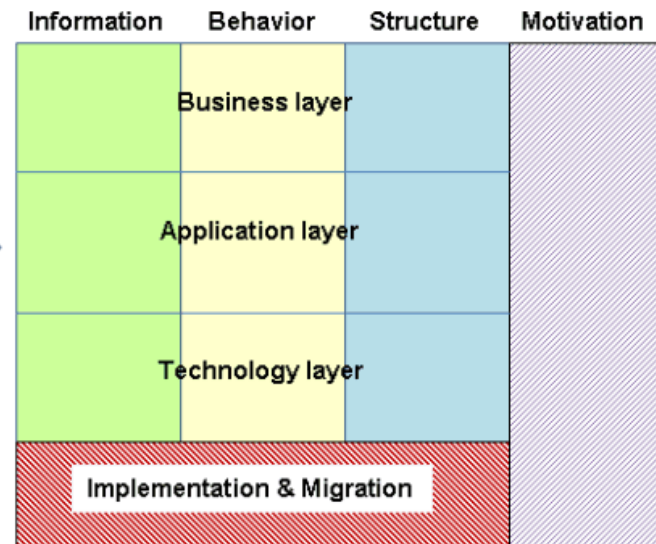 Information Behavior Structure Motivation
Business layer
Application layer
Technology layer
Implementation & Migration